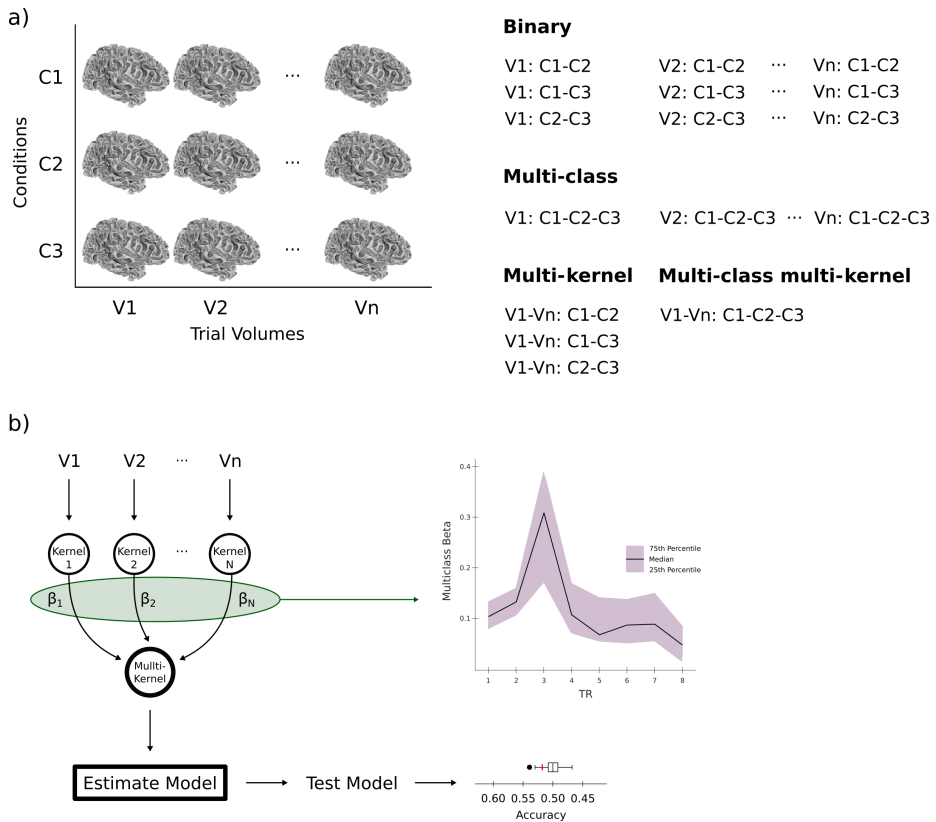 a)
C1
C2
C3
Conditions
...
...
...
V1 V2 Vn
Trial Volumes
Binary
V1: C1-C2 V2: C1-C2 ... Vn: C1-C2
V1: C1-C3 V2: C1-C3 ... Vn: C1-C3
V1: C2-C3 V2: C2-C3 ... Vn: C2-C3
Multi-class
V1: C1-C2-C3 V2: C1-C2-C3 ... Vn: C1-C2-C3
Multi-kernel Multi-class multi-kernel
V1-Vn: C1-C2 V1-Vn: C1-C2-C3
V1-Vn: C1-C3
V1-Vn: C2-C3
b)
V1 V2 ... Vn
Kernel
1
Kernel
2
...
Kernel
N
β1 β2 βN
Mullti-
Kernel
Estimate Model
Test Model
Multiclass Beta
0.4
0.3
0.2
0.1
75th Percentile
Median
25th Percentile
1 2 3 4 5 6 7 8
TR
0.60 0.55 0.50 0.45
Accuracy